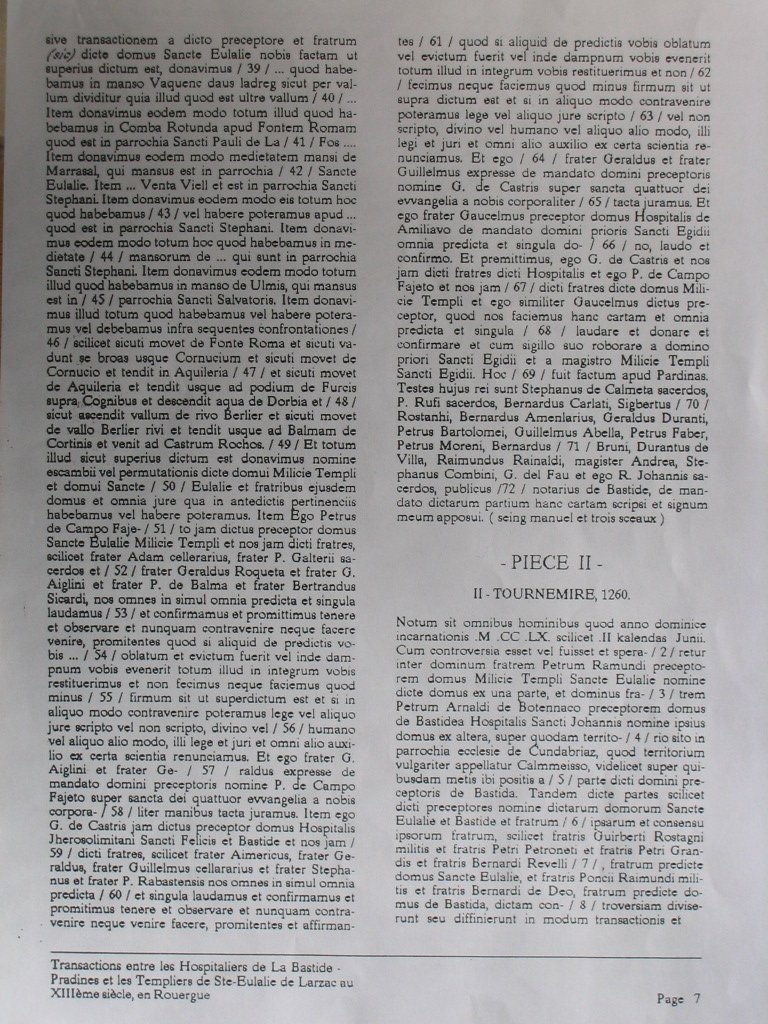 sive transactionem a dicto preceptore et fratrum
(sic) dicte domus Sancte Eulalie nobis factam ut
superius dictum est, donavimus / 39 / ... quod habe-
bamus in manso Vaquenc daus ladreg sicut per val-
lum dividitur quia illud quod est ultre vallum / 40 / ...
Item donavimus eodem modo totum illud quod ha-
bebamus in Comba Rotunda apud Fontem Romam
quod est in parrochia Sancti Pauli de La / 41 / Fos ....
Item donavimus eodem modo medietatem mansi de
Marrasal, qui mansus est in parrochia / 42 / Sancte
Eulalie. Item ... Venta Viell et est in parrochia Sancti
Stephani. Item donavimus eodem modo eis totum hoc
quod habebamus / 43 / vel habere poteramus apud ...
quod est in parrochia Sancti Stephani. Item donavi-
mus eodem modo totum hoc quod habebamus in me-
dietate / 44 / mansorum de ... qui sunt in parrochia
Sancti Stephani. Item donavimus eodem modo totum
illud quod habebamus in manso de Ulmis, qui mansus
est in / 45 / parrochia Sancti Salvatoris. Item donavi-
mus illud totum quod habebamus vel habere potera-
mus vel debebamus infra sequentes confrontationes /
46 / scilicet sicuti movet de Fonte Roma et sicuti va-
dunt se broas usque Cornucium et sicuti movet de
Cornucio et tendit in Aquileria / 47 / et sicuti movet
de Aquileria et tendit usque ad podium de Furcis
supra Cognibus et descendit aqua de Dorbia et / 48 /
sicut ascendit vallum de rivo Berlier et sicuti movet
de vallo Berlier rivi et tendit usque ad Balmam de
Cortinis et venit ad Castrum Rochos. / 49 / Et totum
illud sicut superius dictum est donavimus nomine
escambii vel permutationis dicte domui Milicie Templi
et domui Sancte / 50 / Eulalie et fratribus ejusdem
domus et omnia jure qua in antedictis pertinenciis
habebamus vel habere poteramus. Item Ego Petrus
de Campo Faje- / 51 / to jam dictus preceptor domus
Sancte Eulalie Milicie Templi et nos jam dicti fratres,
scilicet frater Adam cellerarius, frater P. Galterii sa-
cerdos et / 52 / frater Geraldus Roqueta et frater G.
Aiglini et frater P. de Balma et frater Bertrandus
Sicardi, nos omnes in simul omnia predicta et singula
laudamus / 53 / et confirmamus et promittimus tenere
et observare et nunquam contravenire neque facere
venire, promitentes quod si aliquid de predictis vo-
bis ... / 54 / oblatum et evictum fuerit vel inde dam-
pnum vobis evenerit totum illud in integrum vobis
restituerimus et non fecimus neque faciemus quod
minus / 55 / firmum sit ut superdictum est et si in
aliquo modo contravenire poteramus lege vel aliquo
jure scripto vel non scripto, divino vel / 56 / humano
vel aliquo alio modo, illi lege et juri et omni alio auxi-
lio ex certa scientia renunciamus. Et ego frater G.
Aiglini et frater Ge- / 57 / raldus expresse de
mandato domini preceptoris nomine P. de Campo
Fajeto super sancta dei quattuor evvangelia a nobis
corpora- / 58 / liter manibus tacta juramus. Item ego
G. de Castris jam dictus preceptor domus Hospitalis
Jherosolimitani Sancti Felicis et Bastide et nos jam /
59 / dicti fratres, scilicet frater Aimericus, frater Ge-
raldus, frater Guillelmus cellararius et frater Stepha-
nus et frater P. Rabastensis nos omnes in simul omnia
predicta / 60 / et singula laudamus et confirmamus et
promitimus tenere et observare et nunquam contra-
venire neque venire facere, promitentes et affirman-
tes / 61 / quod si aliquid de predictis vobis oblatum
vel evictum fuerit vel inde dampnum vobis evenerit
totum illud in integrum vobis restituerimus et non / 62
/ fecimus neque faciemus quod minus firmum sit ut
supra dictum est et si in aliquo modo contravenire
poteramus lege vel aliquo jure scripto / 63 / vel non
scripto, divino vel humano vel aliquo alio modo, illi
legi et juri et omni alio auxilio ex certa scientia re-
nunciamus. Et ego / 64 / frater Geraldus et frater
Guillelmus expresse de mandato domini preceptoris
nomine G. de Castris super sancta quattuor dei
evvangelia a nobis corporaliter / 65 / tacta juramus. Et
ego frater Gaucelmus preceptor domus Hospitalis de
Amiliavo de mandato domini prioris Sancti Egidii
omnia predicta et singula do- / 66 / no, laudo et
confirmo. Et premittimus, ego G. de Castris et nos
jam dicti fratres dicti Hospitalis et ego P. de Campo
Fajeto et nos jam / 67 / dicti fratres dicte domus Mili-
cie Templi et ego similiter Gaucelmus dictus pre-
ceptor, quod nos faciemus hanc cartam et omnia
predicta et singula / 68 / laudare et donare et
confirmare et cum sigillo suo roborare a domino
priori Sancti Egidii et a magistro Milicie Templi
Sancti Egidii. Hoc / 69 / fuit factum apud Pardinas.
Testes hujus rei sunt Stephanus de Calmeta sacerdos,
P. Rufi sacerdos, Bernardus Carlati, Sigbertus / 70 /
Rostanhi, Bernardus Amenlarius, Geraldus Duranti,
Petrus Bartolomei, Guillelmus Abella, Petrus Faber,
Petrus Moreni, Bernardus / 71 / Bruni, Durantus de
Villa, Raimundus Rainaldi, magister Andrea, Ste-
phanus Combini, G. del Fau et ego R. Johannis sa-
cerdos, publicus /72 / notarius de Bastide, de man-
dato dictarum partium hanc cartam scripsi et signum
meum apposui. ( seing manuel et trois sceaux )
- PIECE II -
II - TOURNEMIRE, 1260.
Notum sit omnibus hominibus quod anno dominice
incarnationis .M .CC .LX. scilicet .II kalendas Junii.
Cum controversia esset vel fuisset et spera- / 2 / retur
inter dominum fratrem Petrum Ramundi precepto-
rem domus Milicie Templi Sancte Eulalie nomine
dicte domus ex una parte, et dominus fra- / 3 / trem
Petrum Arnaldi de Botennaco preceptorem domus
de Bastidea Hospitalis Sancti Johannis nomine ipsius
domus ex altera, super quodam territo- / 4 / rio sito in
parrochia ecclesie de Cundabriaz, quod territorium
vulgariter appellatur Calmmeisso, videlicet super qui-
busdam metis ibi positis a / 5 / parte dicti domini pre-
ceptoris de Bastida. Tandem dicte partes scilicet
dicti preceptores nomine dictarum domorum Sancte
Eulalie et Bastide et fratrum / 6 / ipsarum et consensu
ipsorum fratrum, scilicet fratris Guirberti Rostagni
militis et fratris Petri Petroneti et fratris Petri Gran-
dis et fratris Bernardi Revelli / 7 / , fratrum predicte
domus Sancte Eulalie, et fratris Poncii Raimundi mili-
tis et fratris Bernardi de Deo, fratrum predicte do-
mus de Bastida, dictam con- / 8 / troversiam divise-
runt seu diffinierunt in modum transactionis et
Transactions entre les Hospitaliers de La Bastide -
Pradines et les Templiers de Ste-Eulalie de Larzac au
XIIIème siècle, en Rouergue
Page 7